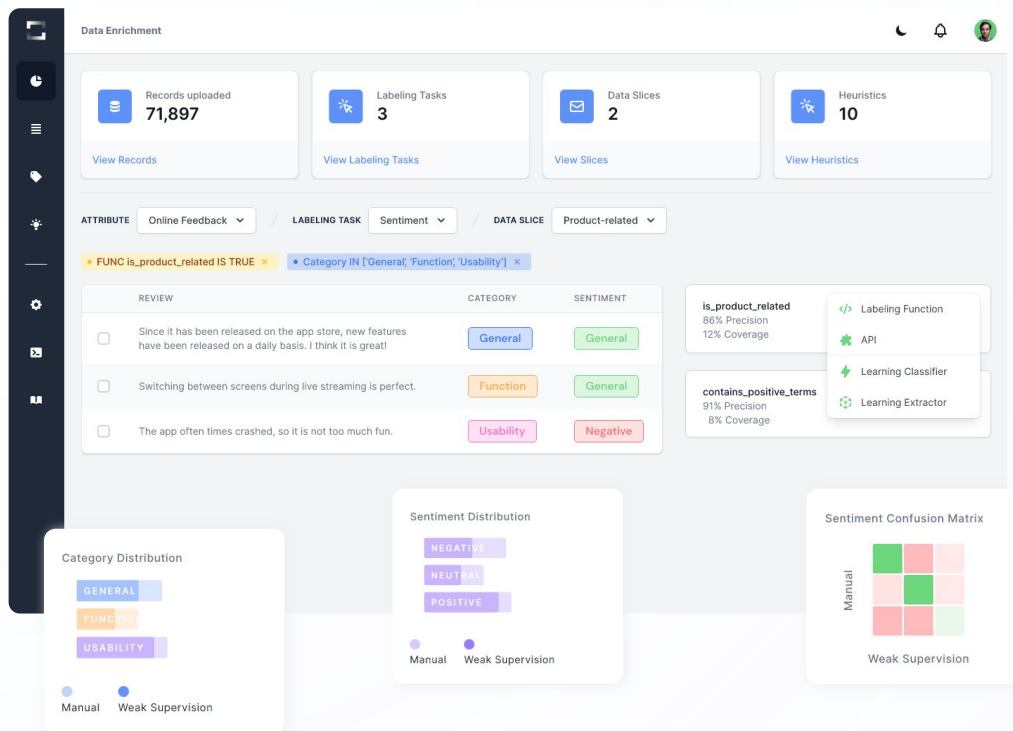 Data Enrichment
Records uploaded
71,897
View Records
Labeling Tasks
3
View Labeling Tasks
Data Slices
2
View Slices
Heuristics
10
View Heuristics
ATTRIBUTE Online Feedback / LABELING TASK Sentiment / DATA SLICE Product-related
• FUNC is_product_related IS TRUE ×
• Category IN ['General', 'Function', 'Usability'] ×
REVIEW CATEGORY SENTIMENT
Since it has been released on the app store, new features
have been released on a daily basis. I think it is great!
General General
Switching between screens during live streaming is perfect. Function General
The app often times crashed, so it is not too much fun. Usability Negative
is_product_related
86% Precision
12% Coverage
contains_positive_terms
91% Precision
8% Coverage
</> Labeling Function
API
Learning Classifier
Learning Extractor
Category Distribution
GENERAL
FUNCTION
USABILITY
Manual Weak Supervision
Sentiment Distribution
NEGATIVE
NEUTRAL
POSITIVE
Manual Weak Supervision
Sentiment Confusion Matrix
Manual
Weak Supervision